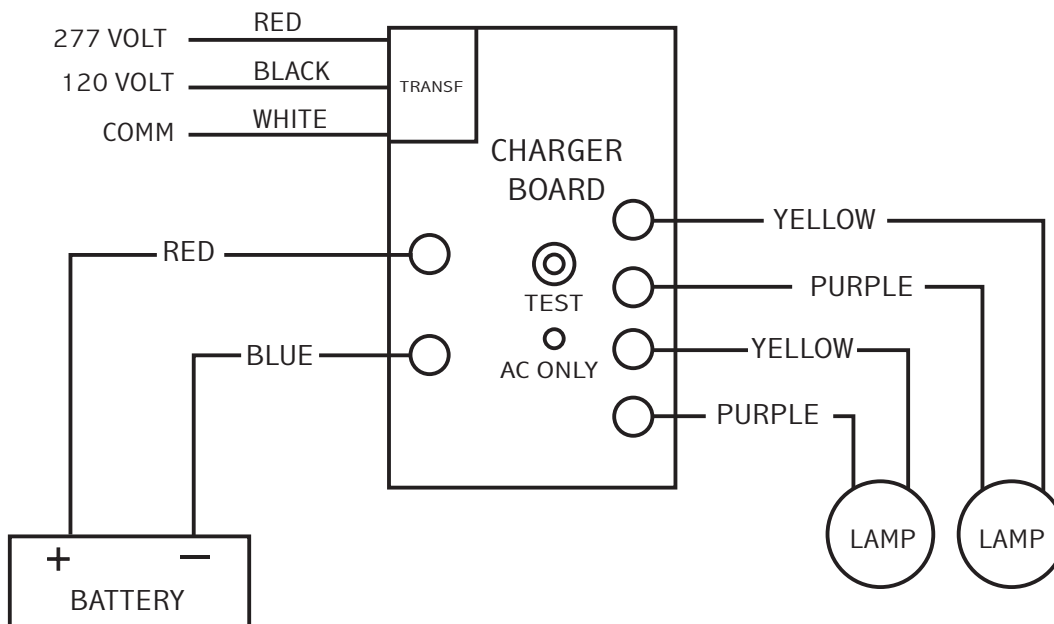 277 VOLT
RED
120 VOLT
BLACK
COMM
WHITE
TRANSF
CHARGER
BOARD
RED
BLUE
TEST
AC ONLY
YELLOW
PURPLE
YELLOW
PURPLE
LAMP
LAMP
+
−
BATTERY